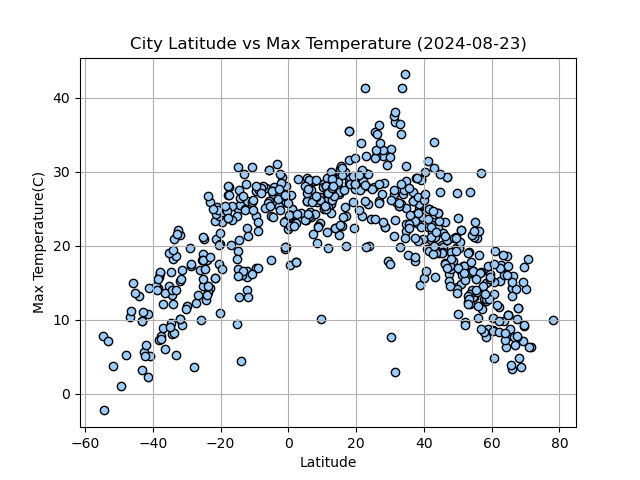 City Latitude vs Max Temperature (2024-08-23)
Max Temperature(C)
40
30
20
10
0
−60 −40 −20 0 20 40 60 80
Latitude